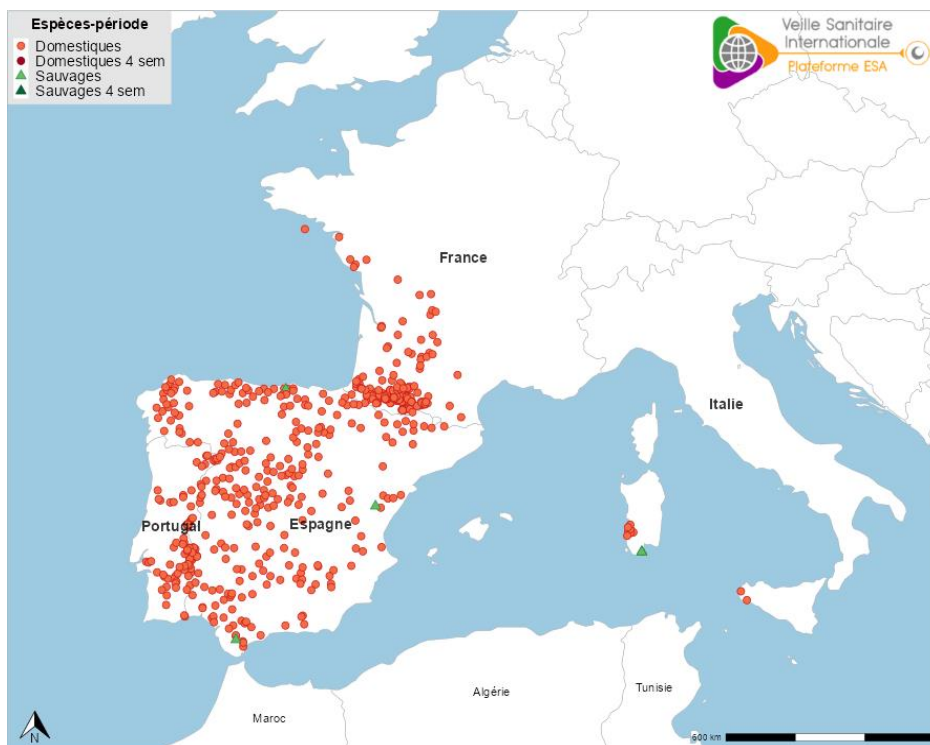 Espèces-période
Domestiques
Domestiques 4 sem
Sauvages
Sauvages 4 sem
Veille Sanitaire
Internationale
Plateforme ESA
France
Italie
Portugal
Espagne
Tunisie
Algérie
Maroc
N
600 km